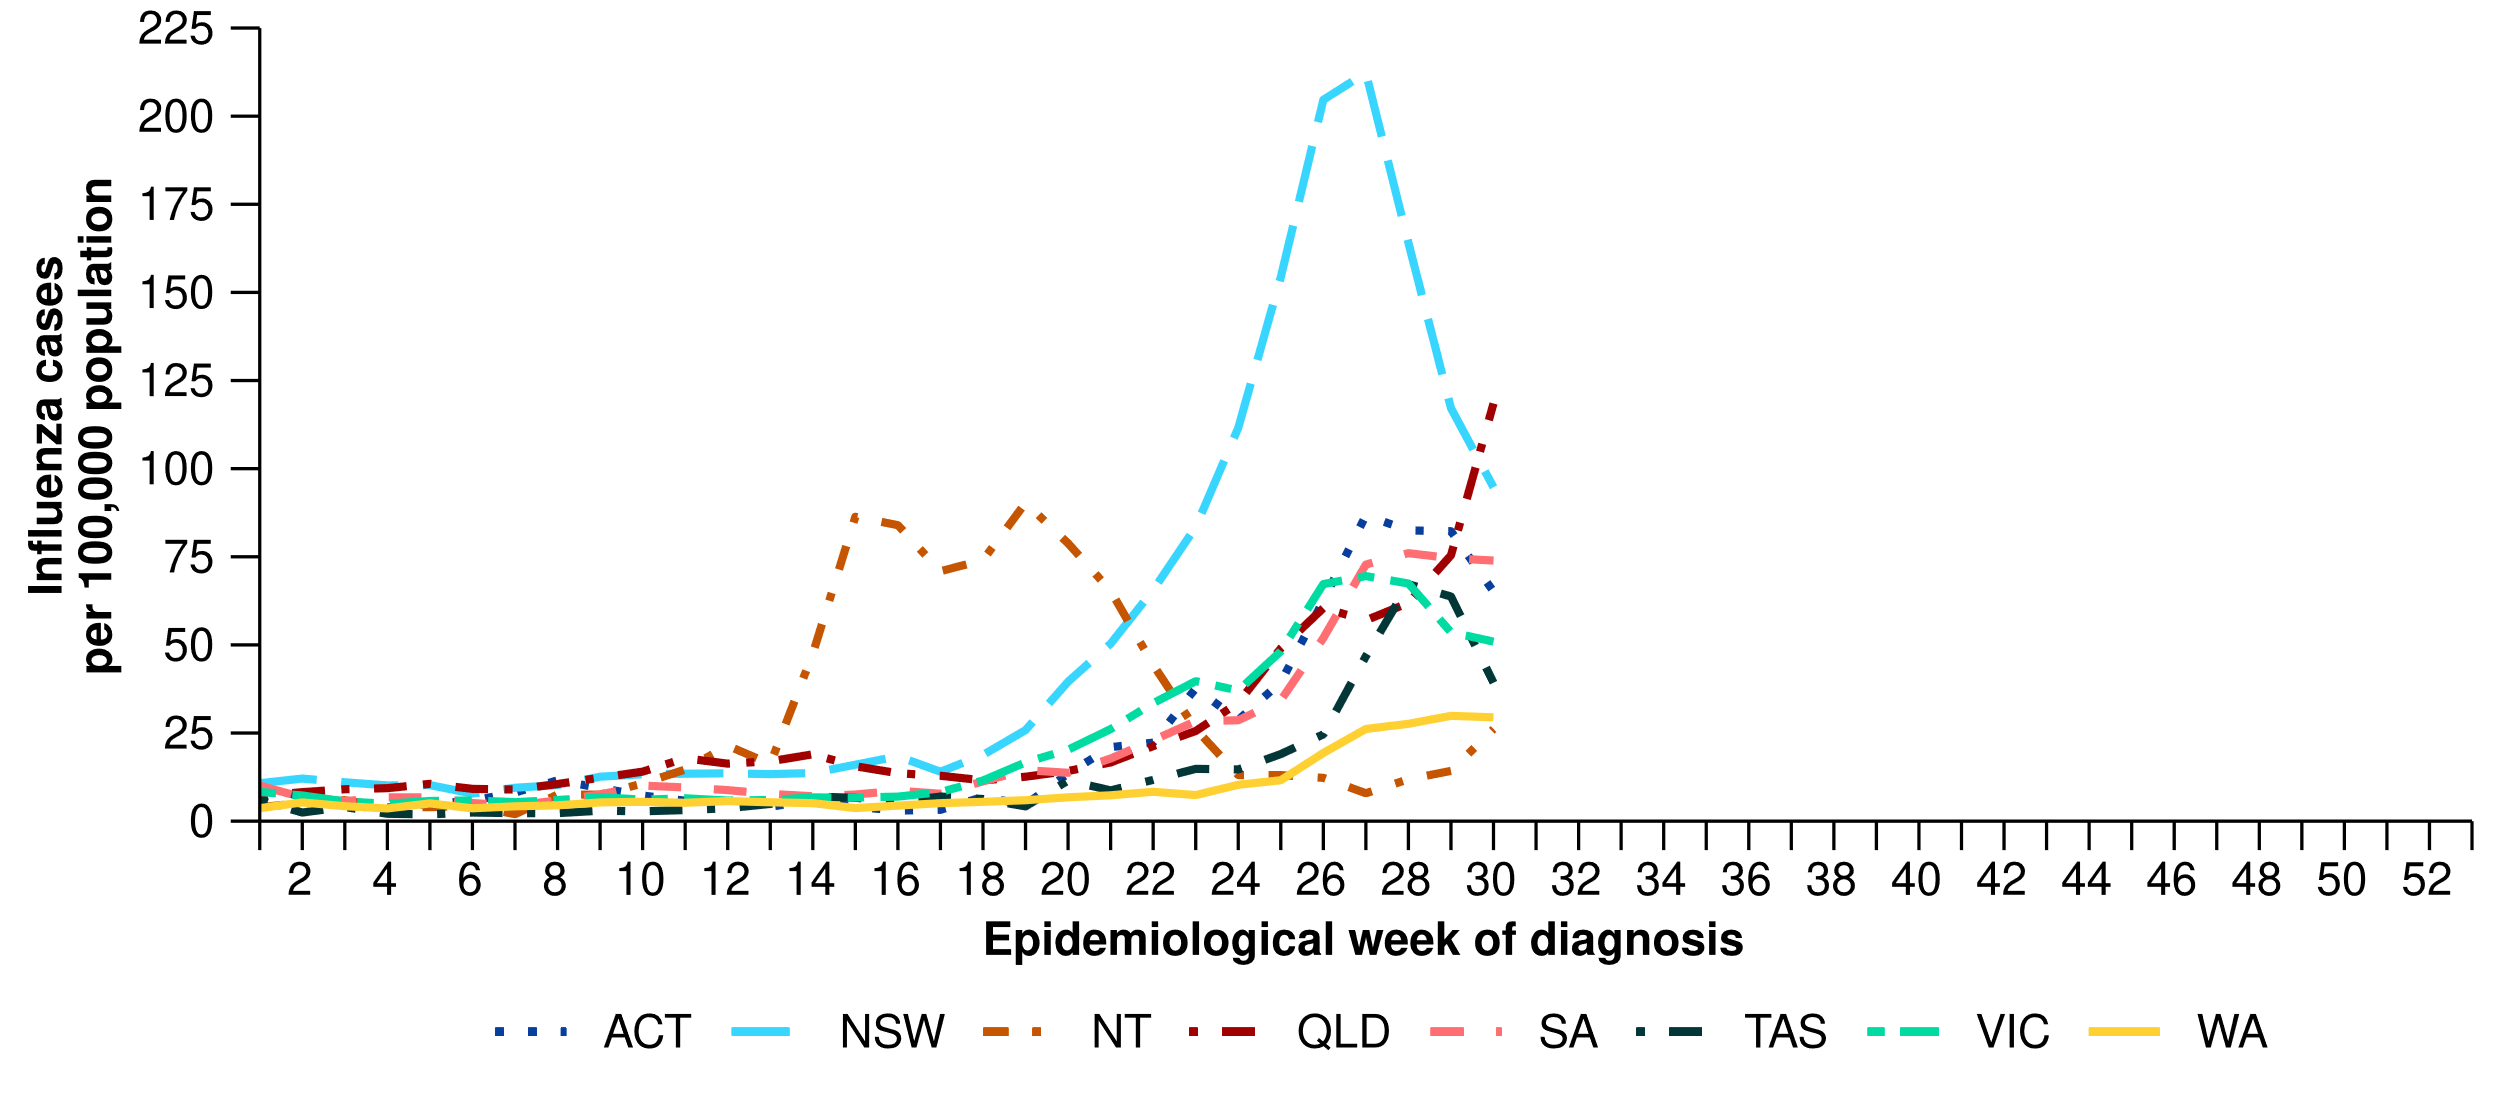 Influenza cases
per 100,000 population
225
200
175
150
125
100
75
50
25
0
2 4 6 8 10 12 14 16 18 20 22 24 26 28 30 32 34 36 38 40 42 44 46 48 50 52
Epidemiological week of diagnosis
ACT NSW NT QLD SA TAS VIC WA